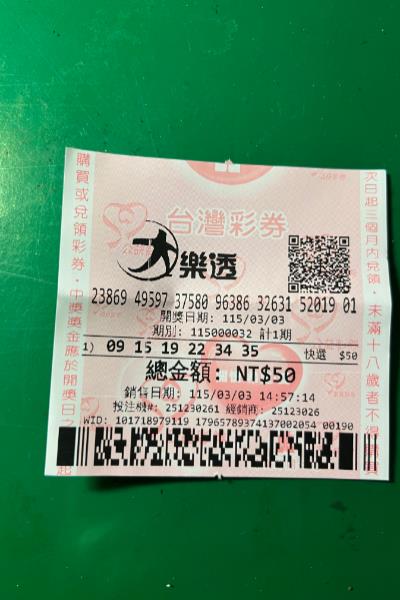 台灣彩券
大樂透
23869 49597 37580 96386 32631 52019 01
開獎日期: 115/03/03
期別: 115000032 計1期
1) 09 15 19 22 34 35 快選 $50
總金額: NT$50
銷售日期: 115/03/03 14:57:14
投注機#: 251230261 經銷商: 25123026
WID: 101718979119 17965789374137002054 00190
購買或兌領彩券。中獎獎金應於開獎日之
次日起三個月內兌領。未滿十八歲者不得購買